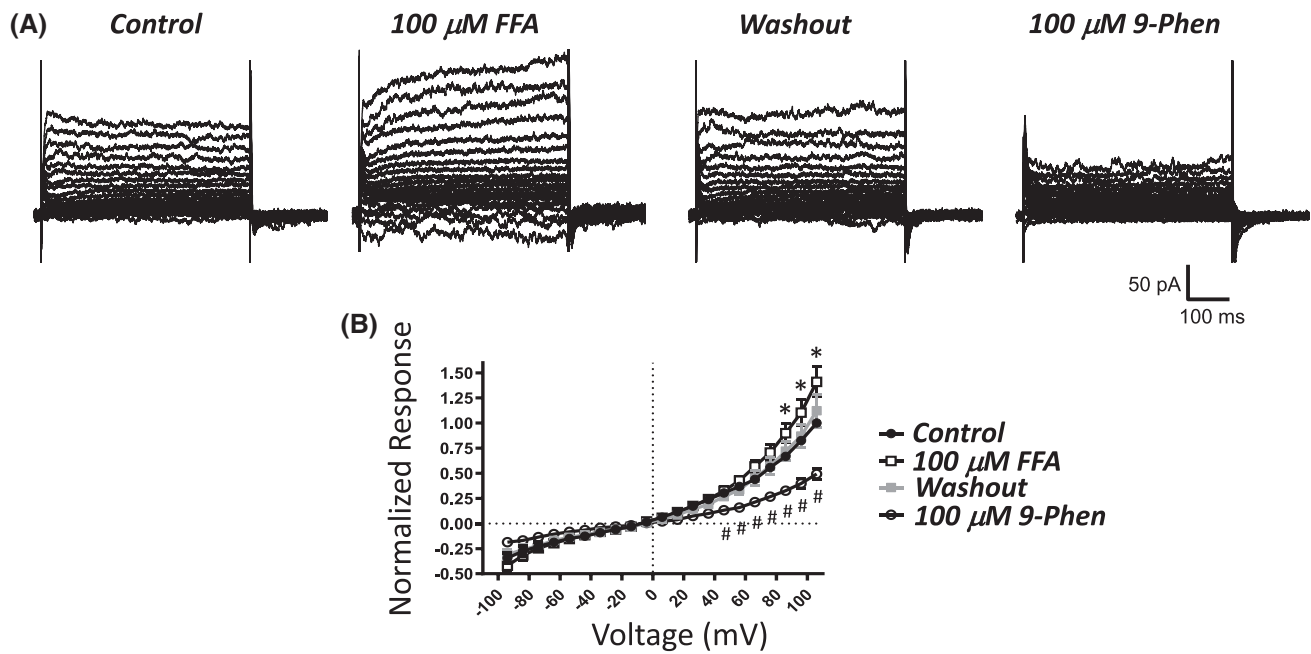 (A) Control 100 μM FFA Washout 100 μM 9-Phen
50 pA
100 ms
(B)
Normalized Response
1.50
1.25
1.00
0.75
0.50
0.25
0.00
-0.25
-0.50
* * *
# # # # # # #
-100 -80 -60 -40 -20 0 20 40 60 80 100
Voltage (mV)
Control
100 μM FFA
Washout
100 μM 9-Phen